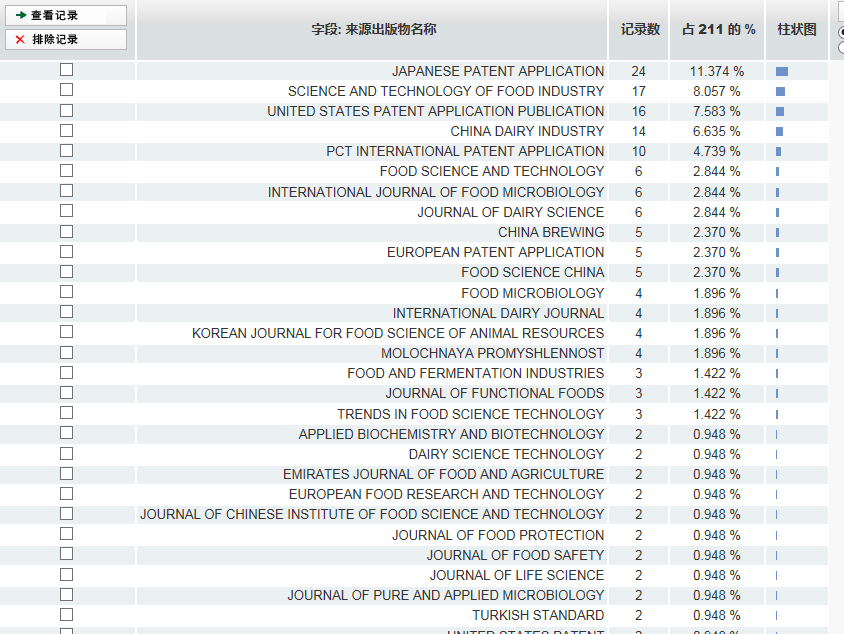 查看记录
排除记录
字段: 来源出版物名称 记录数 占 211 的 % 柱状图
JAPANESE PATENT APPLICATION 24 11.374 %
SCIENCE AND TECHNOLOGY OF FOOD INDUSTRY 17 8.057 %
UNITED STATES PATENT APPLICATION PUBLICATION 16 7.583 %
CHINA DAIRY INDUSTRY 14 6.635 %
PCT INTERNATIONAL PATENT APPLICATION 10 4.739 %
FOOD SCIENCE AND TECHNOLOGY 6 2.844 %
INTERNATIONAL JOURNAL OF FOOD MICROBIOLOGY 6 2.844 %
JOURNAL OF DAIRY SCIENCE 6 2.844 %
CHINA BREWING 5 2.370 %
EUROPEAN PATENT APPLICATION 5 2.370 %
FOOD SCIENCE CHINA 5 2.370 %
FOOD MICROBIOLOGY 4 1.896 %
INTERNATIONAL DAIRY JOURNAL 4 1.896 %
KOREAN JOURNAL FOR FOOD SCIENCE OF ANIMAL RESOURCES 4 1.896 %
MOLOCHNAYA PROMYSHLENNOST 4 1.896 %
FOOD AND FERMENTATION INDUSTRIES 3 1.422 %
JOURNAL OF FUNCTIONAL FOODS 3 1.422 %
TRENDS IN FOOD SCIENCE TECHNOLOGY 3 1.422 %
APPLIED BIOCHEMISTRY AND BIOTECHNOLOGY 2 0.948 %
DAIRY SCIENCE TECHNOLOGY 2 0.948 %
EMIRATES JOURNAL OF FOOD AND AGRICULTURE 2 0.948 %
EUROPEAN FOOD RESEARCH AND TECHNOLOGY 2 0.948 %
JOURNAL OF CHINESE INSTITUTE OF FOOD SCIENCE AND TECHNOLOGY 2 0.948 %
JOURNAL OF FOOD PROTECTION 2 0.948 %
JOURNAL OF FOOD SAFETY 2 0.948 %
JOURNAL OF LIFE SCIENCE 2 0.948 %
JOURNAL OF PURE AND APPLIED MICROBIOLOGY 2 0.948 %
TURKISH STANDARD 2 0.948 %
UNITED STATES PATENT